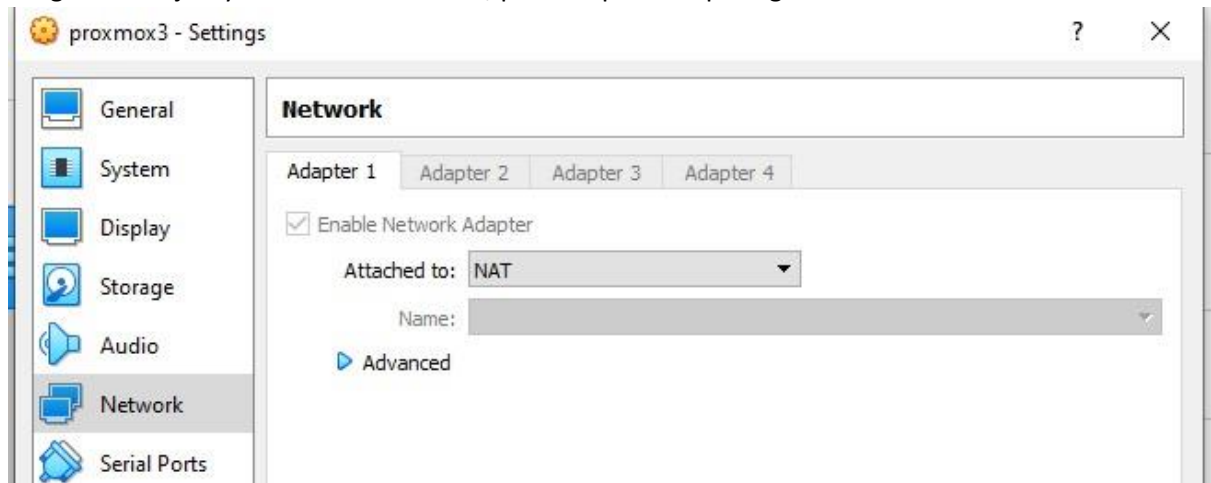 proxmox3 - Settings ? ×
General
Network
System
Adapter 1 Adapter 2 Adapter 3 Adapter 4
Display
Enable Network Adapter
Attached to: NAT
Storage
Name:
Audio
Advanced
Network
Serial Ports